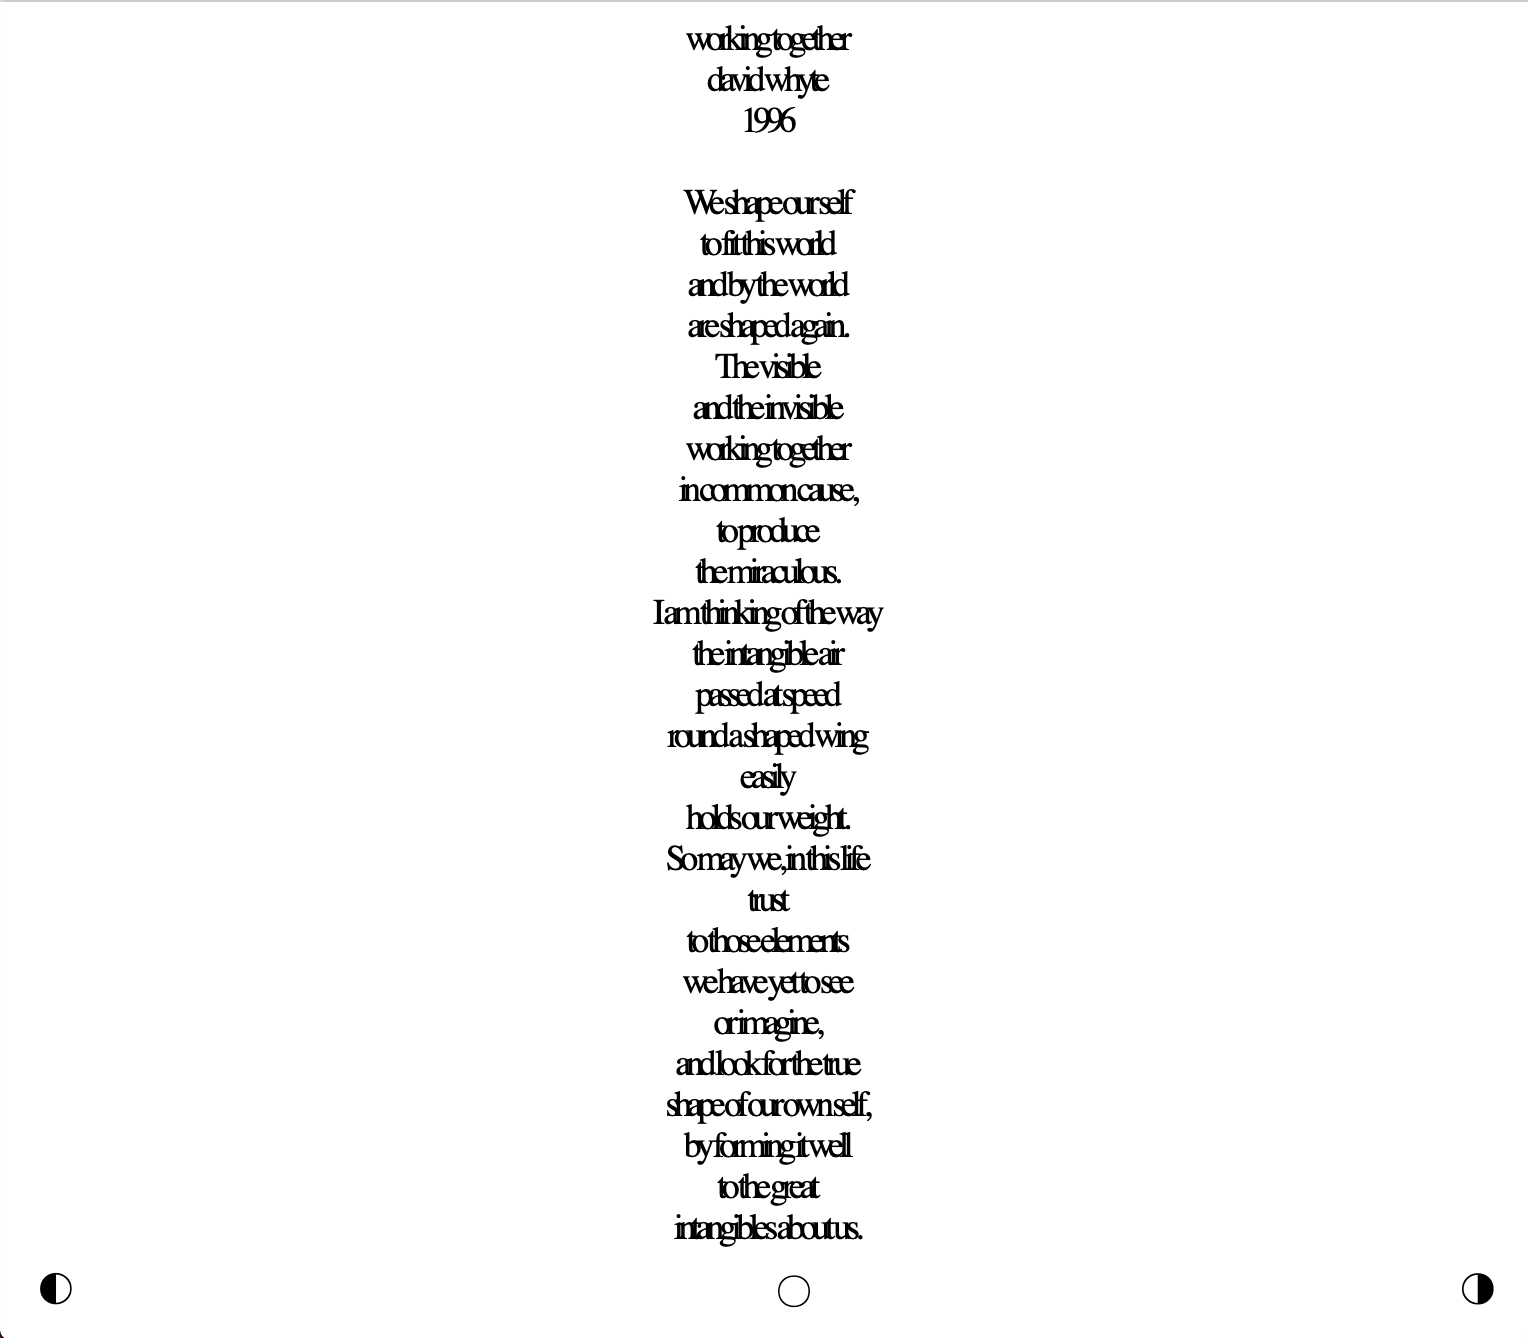 working together
david whyte
1996
We shape our self
to fit this world
and by the world
are shaped again.
The visible
and the invisible
working together
in common cause,
to produce
the miraculous.
I am thinking of the way
the intangible air
passed at speed
round a shaped wing
easily
holds our weight.
So may we, in this life
trust
to those elements
we have yet to see
or imagine,
and look for the true
shape of our own self,
by forming it well
to the great
intangibles about us.